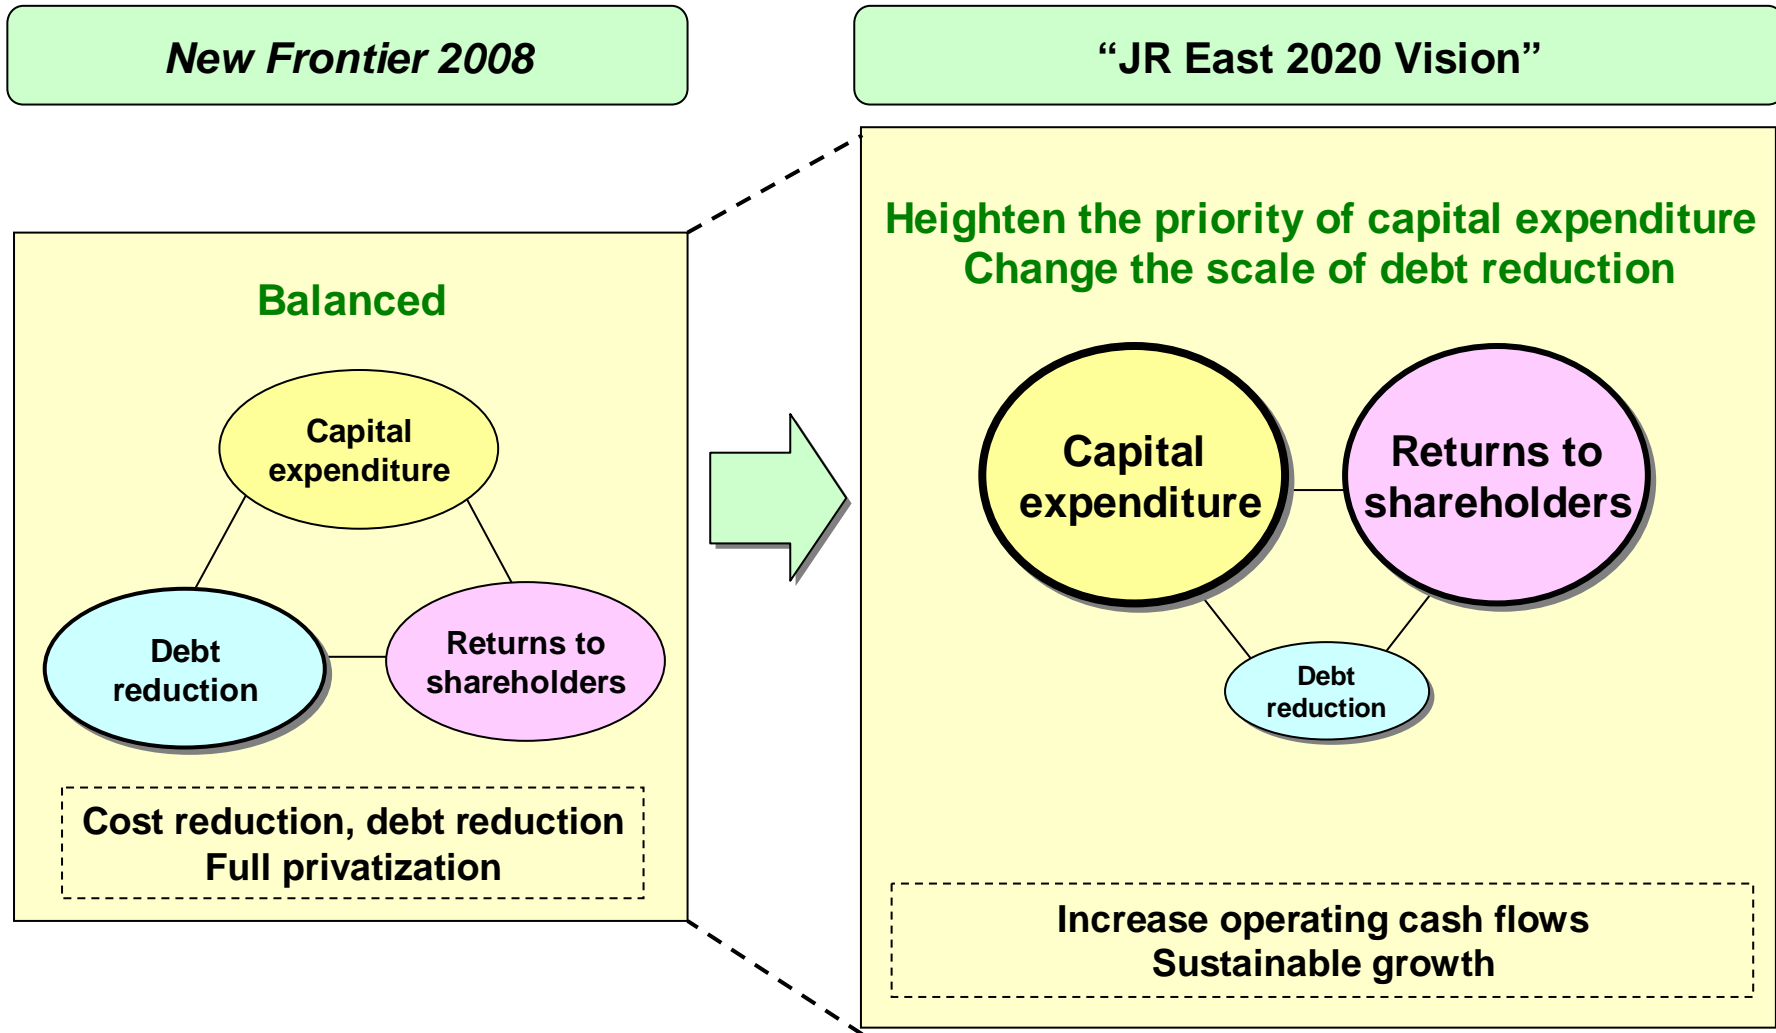 New Frontier 2008
Balanced
Capital
expenditure
Debt
reduction
Returns to
shareholders
Cost reduction, debt reduction
Full privatization
“JR East 2020 Vision”
Heighten the priority of capital expenditure
Change the scale of debt reduction
Capital
expenditure
Returns to
shareholders
Debt
reduction
Increase operating cash flows
Sustainable growth